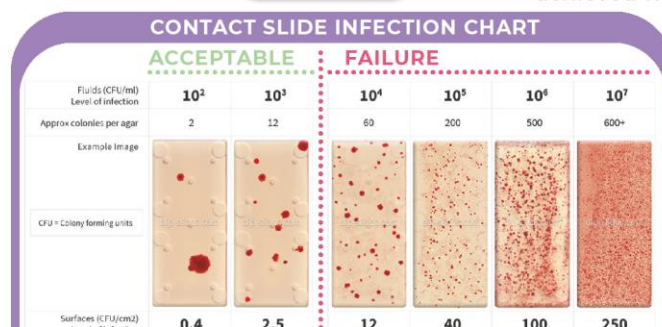 CONTACT SLIDE INFECTION CHART
ACCEPTABLE FAILURE
Fluids (CFU/ml)
Level of infection
10² 10³ 10⁴ 10⁵ 10⁶ 10⁷
Approx colonies per agar 2 12 60 200 500 600+
Example Image
CFU = Colony forming units
Surfaces (CFU/cm2)
0.4 2.5 12 40 100 250